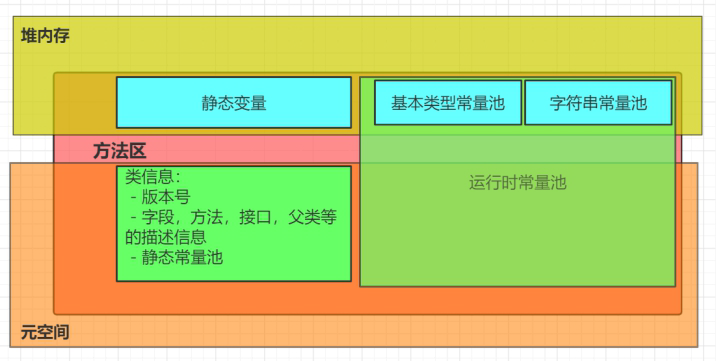 堆内存
静态变量
基本类型常量池
字符串常量池
方法区
类信息：
- 版本号
- 字段，方法，接口，父类等
的描述信息
- 静态常量池
运行时常量池
元空间